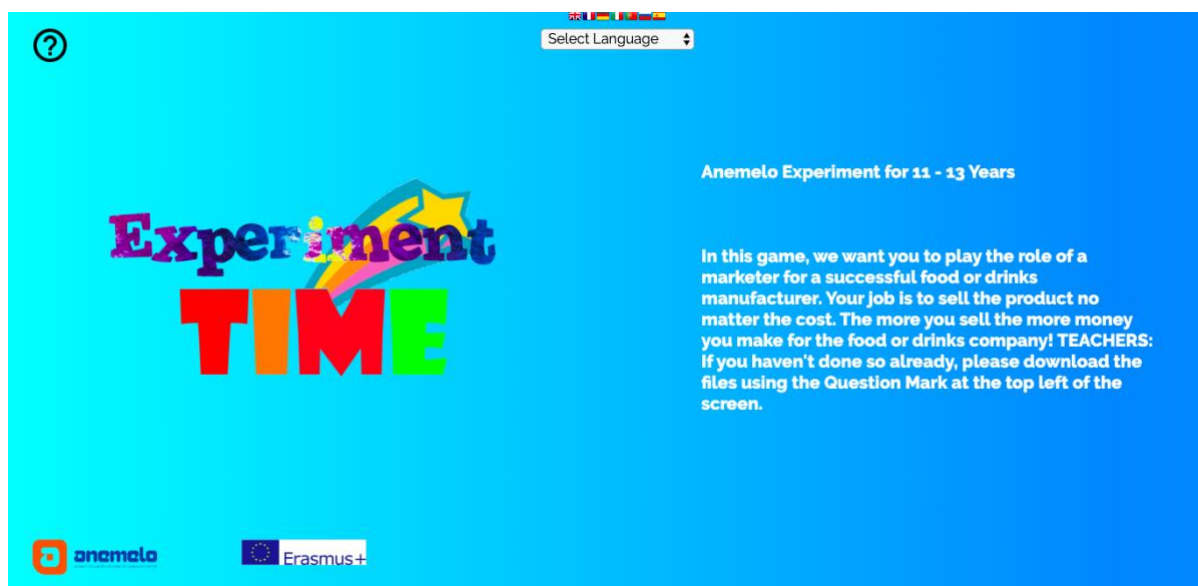 Select Language
Experiment
TIME
Anemelo Experiment for 11 - 13 Years
In this game, we want you to play the role of a
marketer for a successful food or drinks
manufacturer. Your job is to sell the product no
matter the cost. The more you sell the more money
you make for the food or drinks company! TEACHERS:
If you haven't done so already, please download the
files using the Question Mark at the top left of the
screen.
anemelo
Erasmus+